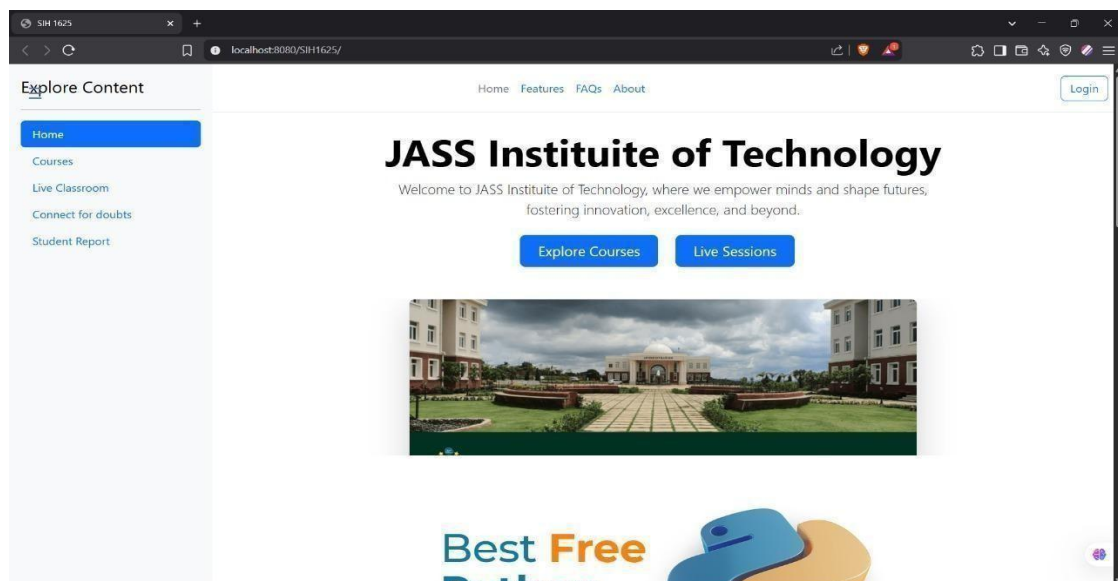 SIH 1625
localhost:8080/SIH1625/
Explore Content
Home
Courses
Live Classroom
Connect for doubts
Student Report
Home Features FAQs About
Login
JASS Instituite of Technology
Welcome to JASS Instituite of Technology, where we empower minds and shape futures,
fostering innovation, excellence, and beyond.
Explore Courses Live Sessions
Best Free
Python